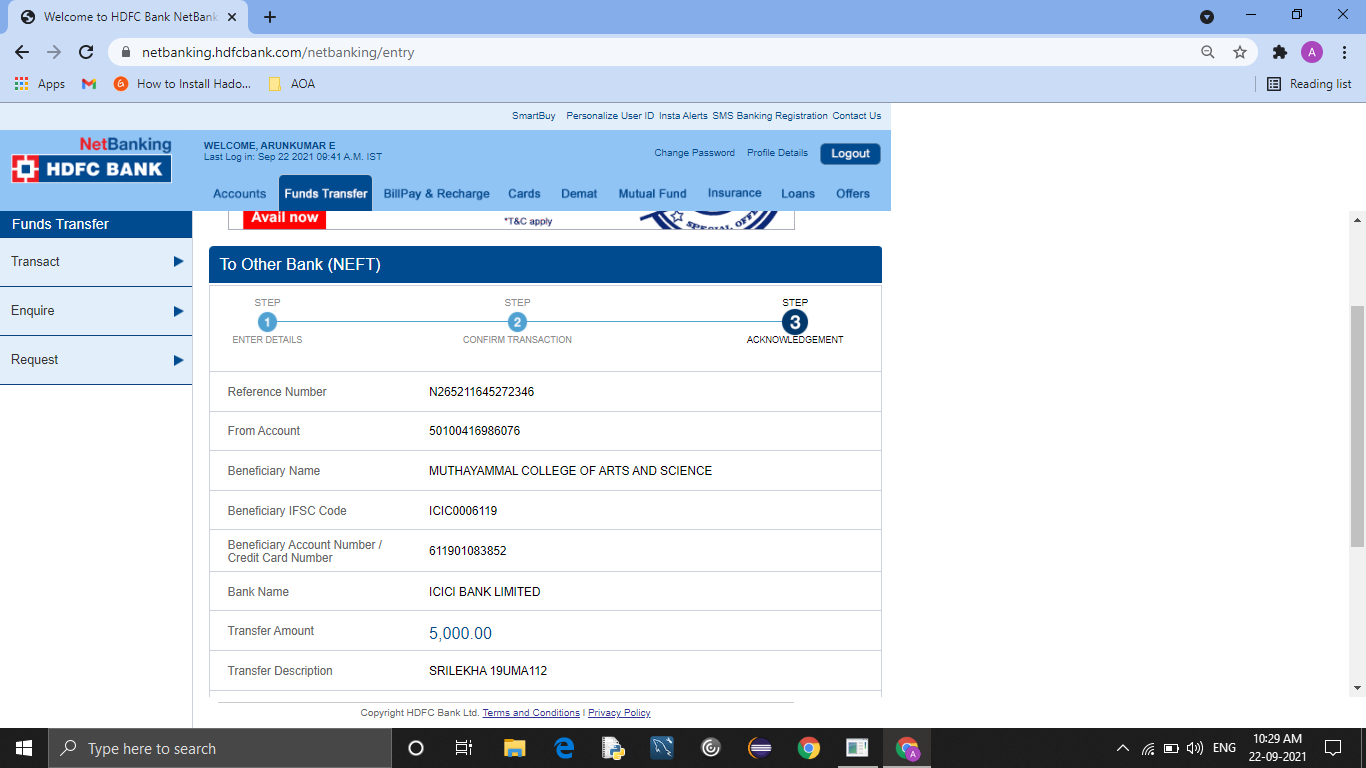 Welcome to HDFC Bank NetBank
netbanking.hdfcbank.com/netbanking/entry
A
Apps
How to Install Hado...
AOA
Reading list
SmartBuy Personalize User ID Insta Alerts SMS Banking Registration Contact Us
NetBanking
HDFC BANK
WELCOME, ARUNKUMAR E
Last Log in: Sep 22 2021 09:41 A.M. IST
Change Password Profile Details Logout
Accounts Funds Transfer BillPay & Recharge Cards Demat Mutual Fund Insurance Loans Offers
Funds Transfer
Transact
Enquire
Request
Avail now
*T&C apply
SPECIAL
To Other Bank (NEFT)
STEP STEP STEP
1 2 3
ENTER DETAILS CONFIRM TRANSACTION ACKNOWLEDGEMENT
Reference Number N265211645272346
From Account 50100416986076
Beneficiary Name MUTHAYAMMAL COLLEGE OF ARTS AND SCIENCE
Beneficiary IFSC Code ICIC0006119
Beneficiary Account Number /
Credit Card Number 611901083852
Bank Name ICICI BANK LIMITED
Transfer Amount 5,000.00
Transfer Description SRILEKHA 19UMA112
Copyright HDFC Bank Ltd. Terms and Conditions | Privacy Policy
Type here to search
A
ENG
10:29 AM
22-09-2021